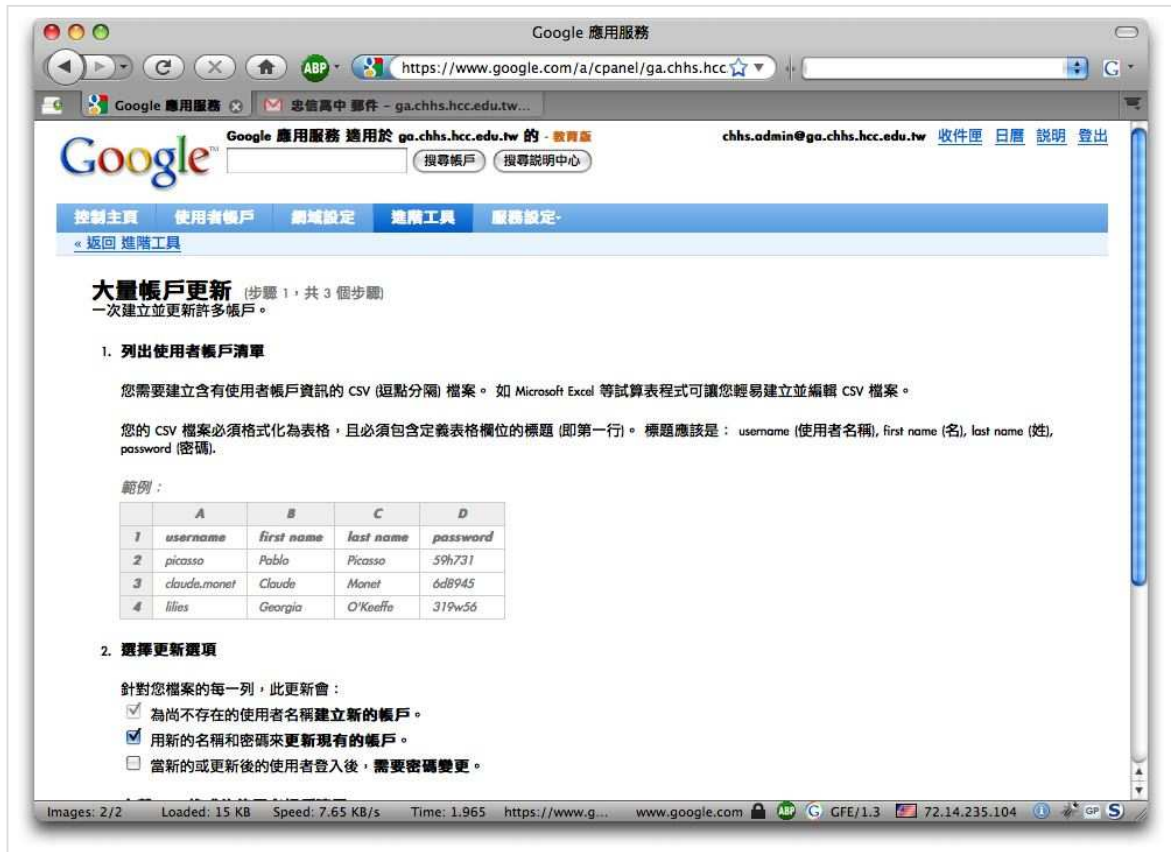 Google 應用服務
https://www.google.com/a/cpanel/ga.chhs.hcc
Google 應用服務
忠信高中 郵件 - ga.chhs.hcc.edu.tw...
Google™
Google 應用服務 適用於 ga.chhs.hcc.edu.tw 的 - 教育版
chhs.admin@ga.chhs.hcc.edu.tw 收件匣 日曆 説明 登出
搜尋帳戶 搜尋説明中心
控制主頁 使用者帳戶 網域設定 進階工具 服務設定
« 返回 進階工具
大量帳戶更新 (步驟 1，共 3 個步驟)
一次建立並更新許多帳戶。
1. 列出使用者帳戶清單
您需要建立含有使用者帳戶資訊的 CSV (逗點分隔) 檔案。 如 Microsoft Excel 等試算表程式可讓您輕易建立並編輯 CSV 檔案。
您的 CSV 檔案必須格式化為表格，且必須包含定義表格欄位的標題 (即第一行)。 標題應該是： username (使用者名稱), first name (名), last name (姓),
password (密碼).
範例：
A B C D
1 username first name last name password
2 picasso Pablo Picasso 59h731
3 claude.monet Claude Monet 6d8945
4 lilies Georgia O'Keeffe 319w56
2. 選擇更新選項
針對您檔案的每一列，此更新會：
為尚不存在的使用者名稱建立新的帳戶。
用新的名稱和密碼來更新現有的帳戶。
當新的或更新後的使用者登入後，需要密碼變更。
Images: 2/2 Loaded: 15 KB Speed: 7.65 KB/s Time: 1.965 https://www.g... www.google.com ABP GFE/1.3 72.14.235.104 GP S